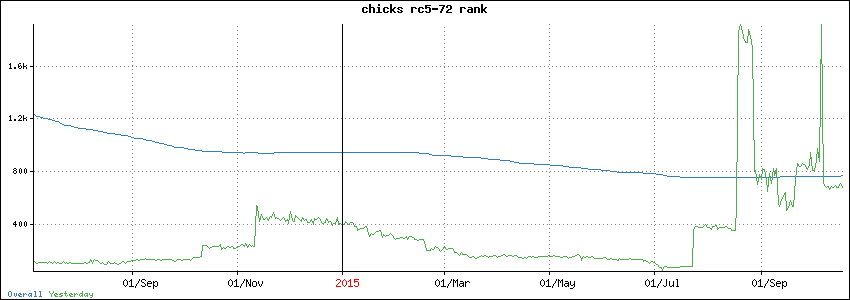 chicks rc5-72 rank
1.6k
1.2k
800
400
01/Sep 01/Nov 2015 01/Mar 01/May 01/Jul 01/Sep
Overall Yesterday